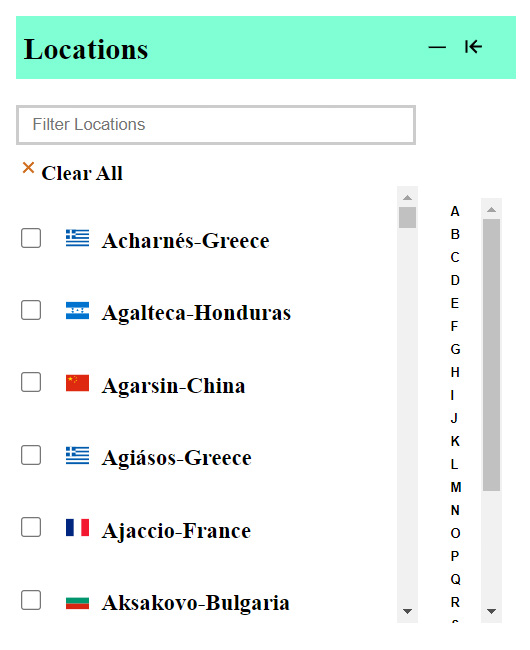 Locations
Filter Locations
Clear All
Acharnés-Greece
Agalteca-Honduras
Agarsin-China
Agiásos-Greece
Ajaccio-France
Aksakovo-Bulgaria
A
B
C
D
E
F
G
H
I
J
K
L
M
N
O
P
Q
R